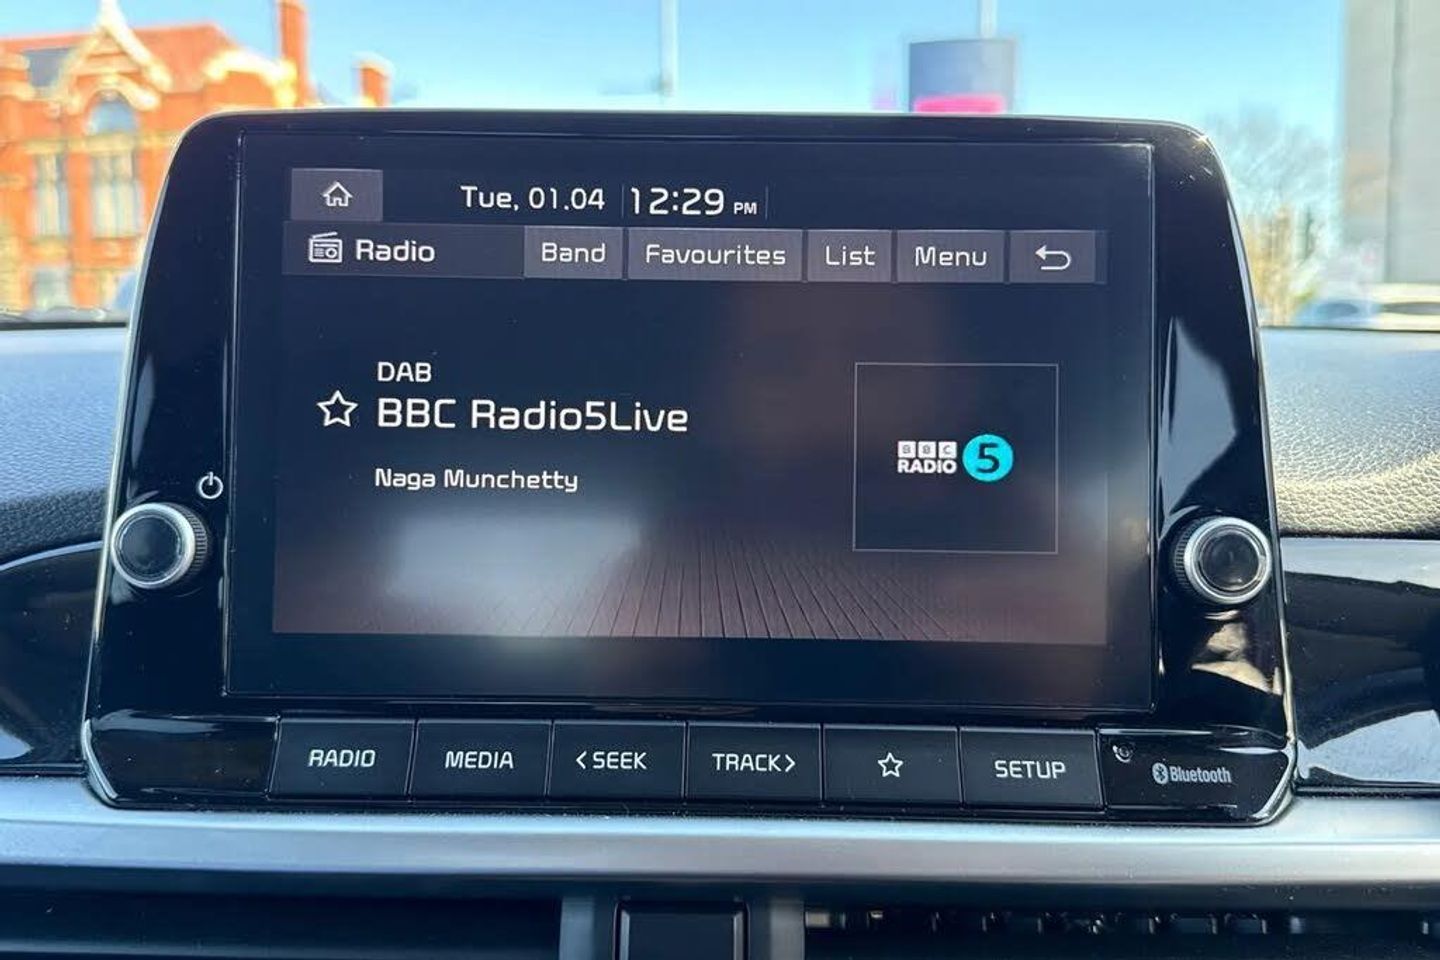 Tue, 01.04 12:29 PM
Radio Band Favourites List Menu
DAB
BBC Radio5Live
Naga Munchetty
BBC
RADIO 5
RADIO MEDIA <SEEK TRACK> SETUP Bluetooth